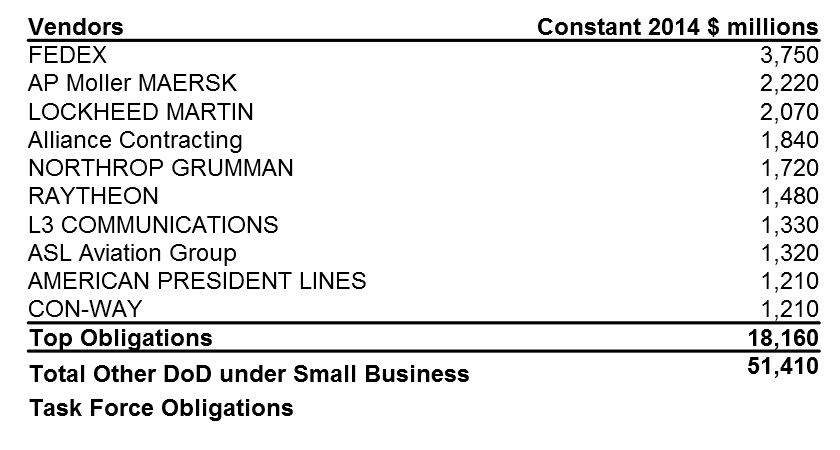 Vendors Constant 2014 $ millions
FEDEX 3,750
AP Moller MAERSK 2,220
LOCKHEED MARTIN 2,070
Alliance Contracting 1,840
NORTHROP GRUMMAN 1,720
RAYTHEON 1,480
L3 COMMUNICATIONS 1,330
ASL Aviation Group 1,320
AMERICAN PRESIDENT LINES 1,210
CON-WAY 1,210
Top Obligations 18,160
Total Other DoD under Small Business 51,410
Task Force Obligations